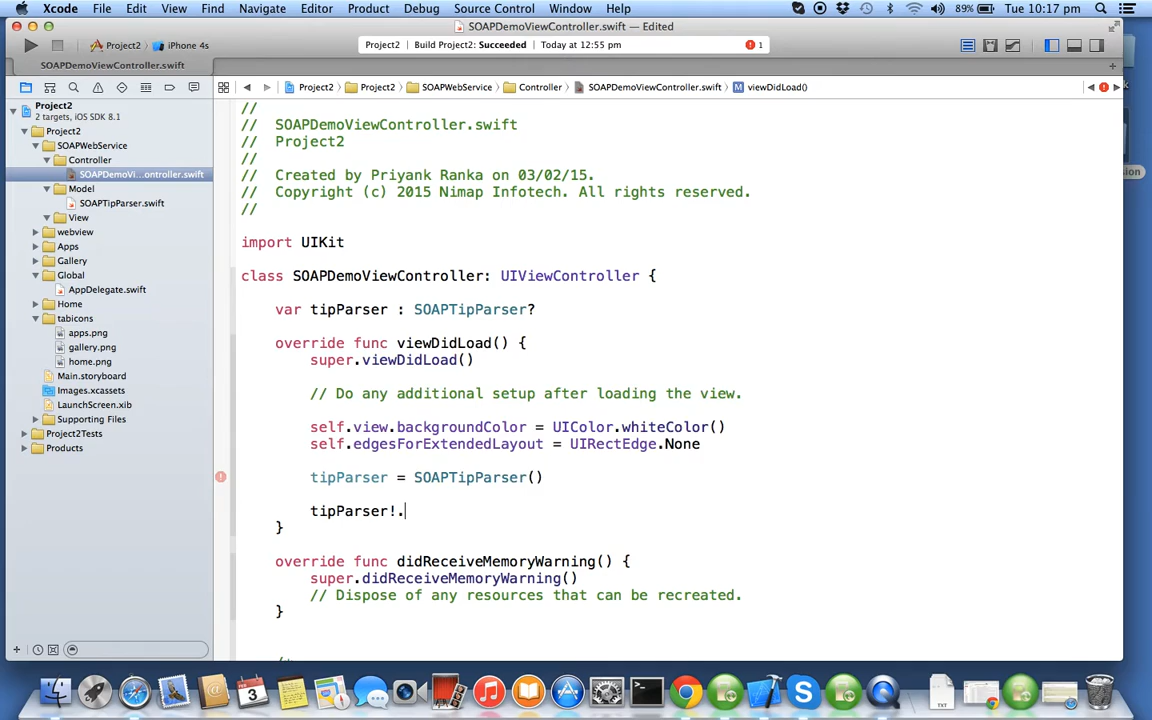 Xcode File Edit View Find Navigate Editor Product Debug Source Control Window Help 89% Tue 10:17 pm
SOAPDemoViewController.swift — Edited
Project2 iPhone 4s Project2 Build Project2: Succeeded Today at 12:55 pm 1
SOAPDemoViewController.swift
Project2 Project2 SOAPWebService Controller SOAPDemoViewController.swift M viewDidLoad()
Project2
2 targets, iOS SDK 8.1
Project2
SOAPWebService
Controller
SOAPDemoVi...ontroller.swift
Model
SOAPTipParser.swift
View
webview
Apps
Gallery
Global
AppDelegate.swift
Home
tabicons
apps.png
gallery.png
home.png
Main.storyboard
Images.xcassets
LaunchScreen.xib
Supporting Files
Project2Tests
Products
//
// SOAPDemoViewController.swift
// Project2
//
// Created by Priyank Ranka on 03/02/15.
// Copyright (c) 2015 Nimap Infotech. All rights reserved.
//
import UIKit
class SOAPDemoViewController: UIViewController {
var tipParser : SOAPTipParser?
override func viewDidLoad() {
super.viewDidLoad()
// Do any additional setup after loading the view.
self.view.backgroundColor = UIColor.whiteColor()
self.edgesForExtendedLayout = UIRectEdge.None
tipParser = SOAPTipParser()
tipParser!.
}
override func didReceiveMemoryWarning() {
super.didReceiveMemoryWarning()
// Dispose of any resources that can be recreated.
}
sion
3
TXT